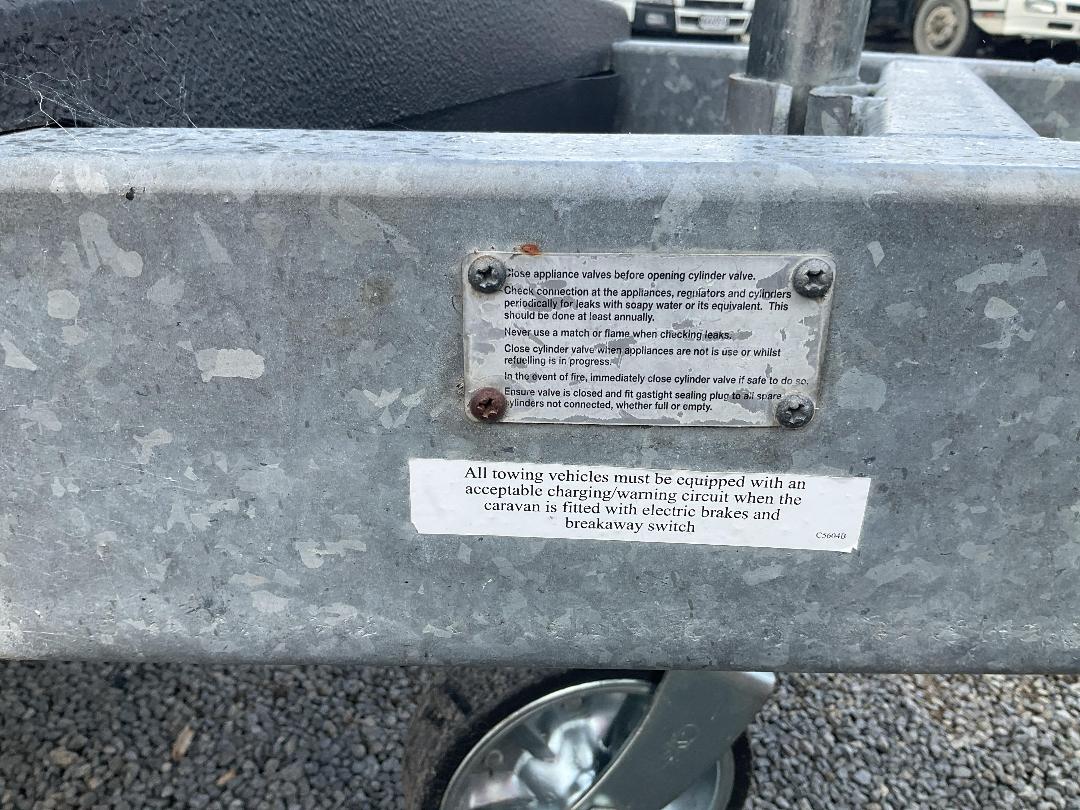 Close appliance valves before opening cylinder valve.
Check connection at the appliances, regulators and cylinders
periodically for leaks with soapy water or its equivalent. This
should be done at least annually.
Never use a match or flame when checking leaks.
Close cylinder valve when appliances are not is use or whilst
refuelling is in progress.
In the event of fire, immediately close cylinder valve if safe to do so.
Ensure valve is closed and fit gastight sealing plug to all spare
cylinders not connected, whether full or empty.
All towing vehicles must be equipped with an
acceptable charging/warning circuit when the
caravan is fitted with electric brakes and
breakaway switch
C5604B